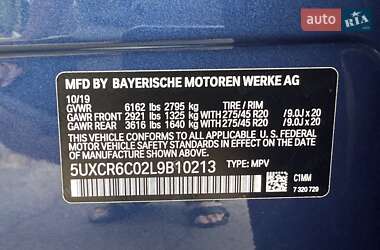 auto RIA
MFD BY BAYERISCHE MOTOREN WERKE AG
10/19
GVWR 6162 lbs 2795 kg TIRE / RIM
GAWR FRONT 2921 lbs 1325 kg WITH 275/45 R20 /9.0J x 20
GAWR REAR 3616 lbs 1640 kg WITH 275/45 R20 /9.0J x 20
THIS VEHICLE CONFORMS TO ALL APPLICABLE U.S. FEDERAL
MOTOR VEHICLE SAFETY STANDARDS IN EFFECT ON THE DATE OF
MANUFACTURE SHOWN ABOVE.
5UXCR6C02L9B10213 TYPE: MPV
C1MM
7 320 729